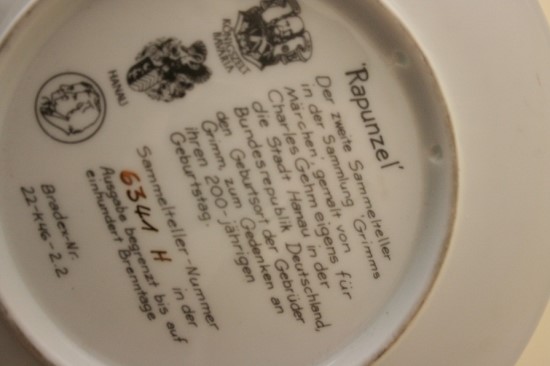 KÖNIGSZELT
BAVARIA
HANAU
'Rapunzel'
Der zweite Sammelteller
in der Sammlung 'Grimms
Märchen,' gemalt von
Charles Gehm eigens für
die Stadt Hanau in der
Bundesrepublik Deutschland,
den Geburtsort der Gebrüder
Grimm, zum Gedenken an
ihren 200-jährigen
Geburtstag.
Sammelteller-Nummer
6341 H in der
Ausgabe begrenzt bis auf
einhundert Brenntage
Bradex-Nr.
22-K46-2.2